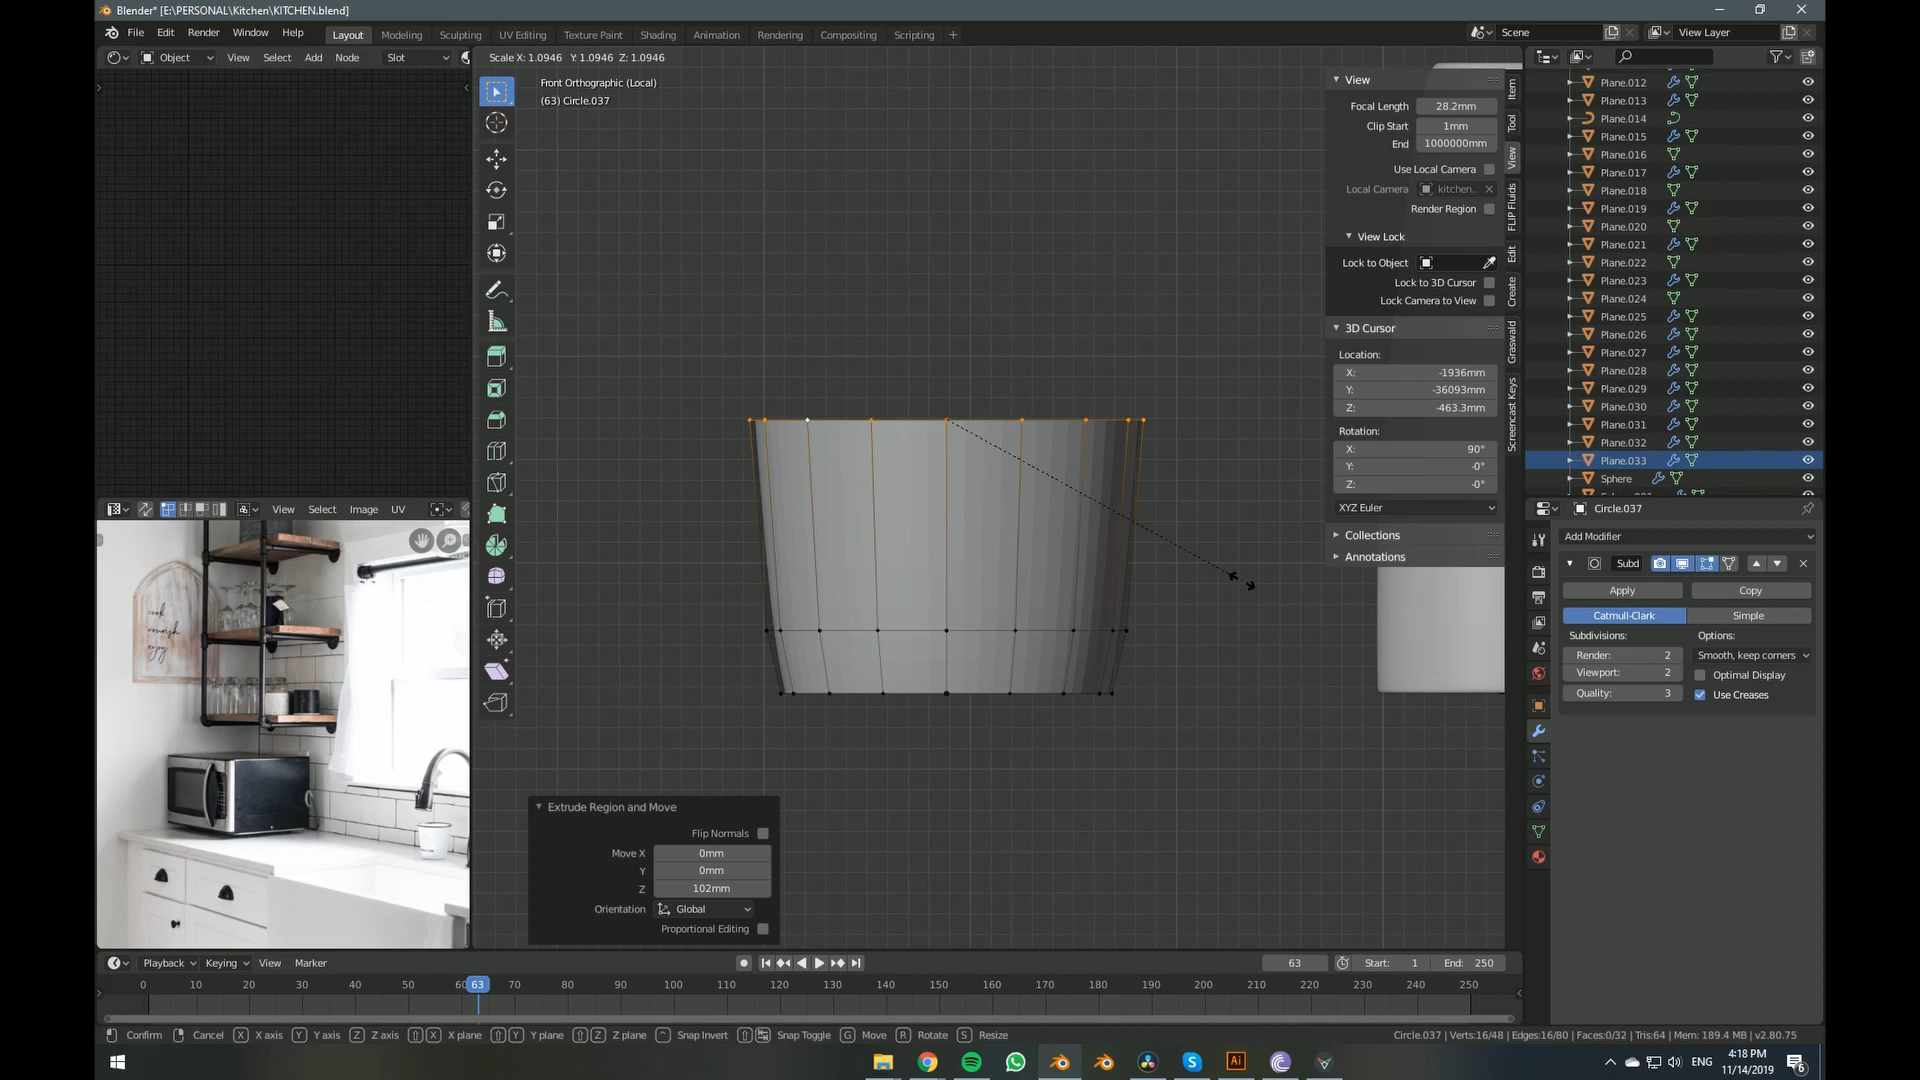 Blender* [E:\PERSONAL\Kitchen\KITCHEN.blend]
File Edit Render Window Help
Layout Modeling Sculpting UV Editing Texture Paint Shading Animation Rendering Compositing Scripting +
Scene
View Layer
Object View Select Add Node Slot
Scale X: 1.0946 Y: 1.0946 Z: 1.0946
Front Orthographic (Local)
(63) Circle.037
View
Focal Length 28.2mm
Clip Start 1mm
End 1000000mm
Use Local Camera
Local Camera kitchen..
Render Region
View Lock
Lock to Object
Lock to 3D Cursor
Lock Camera to View
3D Cursor
Location:
X: -1936mm
Y: -36093mm
Z: -463.3mm
Rotation:
X: 90°
Y: -0°
Z: -0°
XYZ Euler
Collections
Annotations
Item
Tool
View
FLIP Fluids
Edit
Create
Graswald
Screencast Keys
Plane.012
Plane.013
Plane.014
Plane.015
Plane.016
Plane.017
Plane.018
Plane.019
Plane.020
Plane.021
Plane.022
Plane.023
Plane.024
Plane.025
Plane.026
Plane.027
Plane.028
Plane.029
Plane.030
Plane.031
Plane.032
Plane.033
Sphere
Circle.037
Add Modifier
Subd
Apply Copy
Catmull-Clark Simple
Subdivisions: Options:
Render: 2 Smooth, keep corners
Viewport: 2 Optimal Display
Quality: 3 Use Creases
View Select Image UV
cook
nourish
enjoy
Extrude Region and Move
Flip Normals
Move X 0mm
Y 0mm
Z 102mm
Orientation Global
Proportional Editing
Playback Keying View Marker
63 Start: 1 End: 250
0 10 20 30 40 50 60 63 70 80 90 100 110 120 130 140 150 160 170 180 190 200 210 220 230 240 250
Confirm Cancel X X axis Y Y axis Z Z axis X X plane Y Y plane Z Z plane Snap Invert Snap Toggle G Move R Rotate S Resize
Circle.037 | Verts:16/48 | Edges:16/80 | Faces:0/32 | Tris:64 | Mem: 189.4 MB | v2.80.75
Ai
ENG
4:18 PM
11/14/2019
6